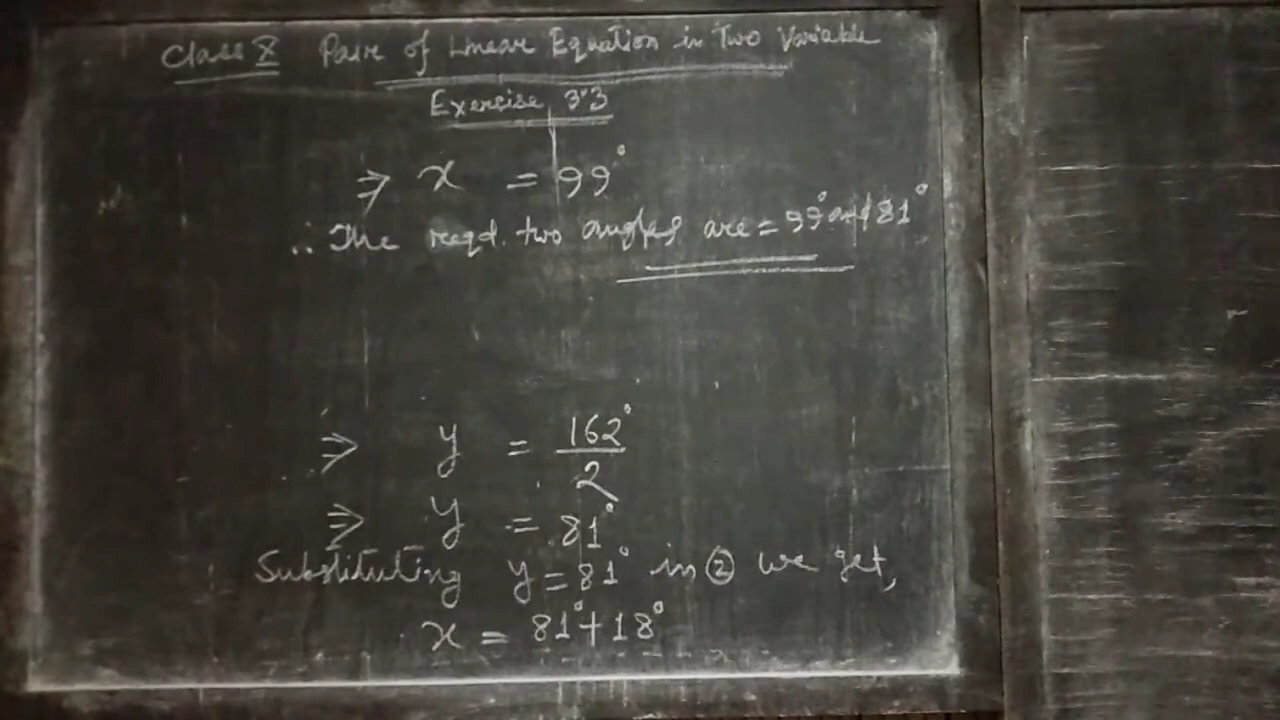 Class X Pair of Linear Equation in Two Variable
Exercise 3.3
⇒ x = 99°
∴ The reqd. two angles are = 99° and 81°
⇒ y = 162°/2
⇒ y = 81°
Substituting y = 81° in ② we get,
x = 81° + 18°